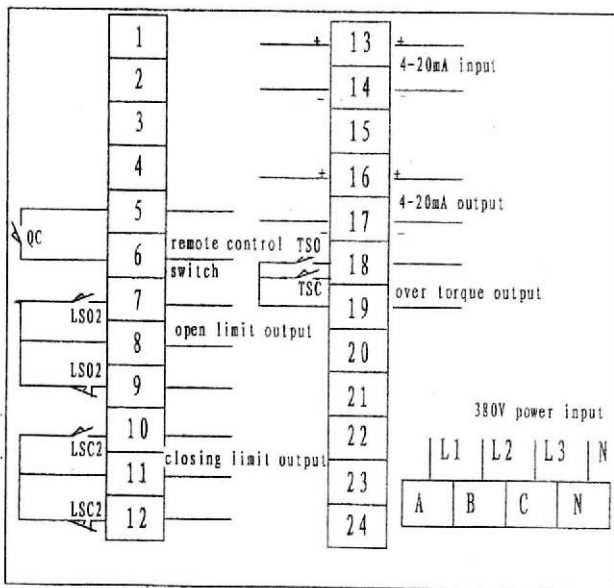 1
2
3
4
5
6
7
8
9
10
11
12
QC
remote control
switch
LSO2
open limit output
LSO2
LSC2
closing limit output
LSC2
13
14
15
16
17
18
19
20
21
22
23
24
+ +
4-20mA input
- -
+ +
4-20mA output
- -
TSO
TSC
over torque output
380V power input
L1 L2 L3 N
A B C N